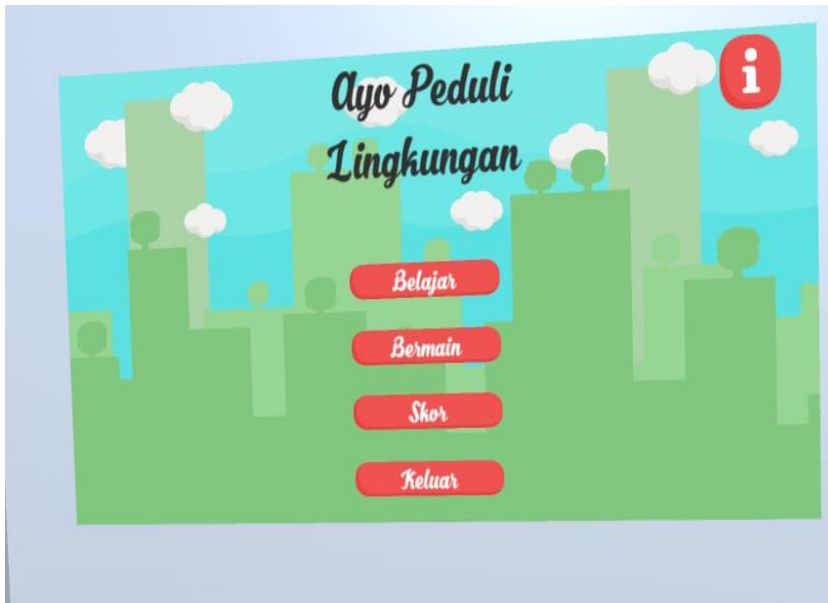 Ayo Peduli
Lingkungan
i
Belajar
Bermain
Skor
Keluar